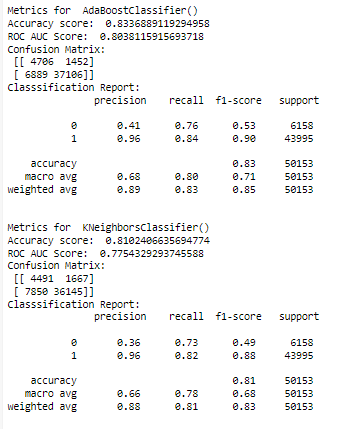 Metrics for  AdaBoostClassifier()
Accuracy score:  0.8336889119294958
ROC AUC Score:  0.8038115915693718
Confusion Matrix:
[[ 4706  1452]
[ 6889 37106]]
Classsification Report:
precision    recall  f1-score   support
0       0.41      0.76      0.53      6158
1       0.96      0.84      0.90     43995
accuracy                           0.83     50153
macro avg       0.68      0.80      0.71     50153
weighted avg       0.89      0.83      0.85     50153
Metrics for  KNeighborsClassifier()
Accuracy score:  0.8102406635694774
ROC AUC Score:  0.7754329293745588
Confusion Matrix:
[[ 4491  1667]
[ 7850 36145]]
Classsification Report:
precision    recall  f1-score   support
0       0.36      0.73      0.49      6158
1       0.96      0.82      0.88     43995
accuracy                           0.81     50153
macro avg       0.66      0.78      0.68     50153
weighted avg       0.88      0.81      0.83     50153